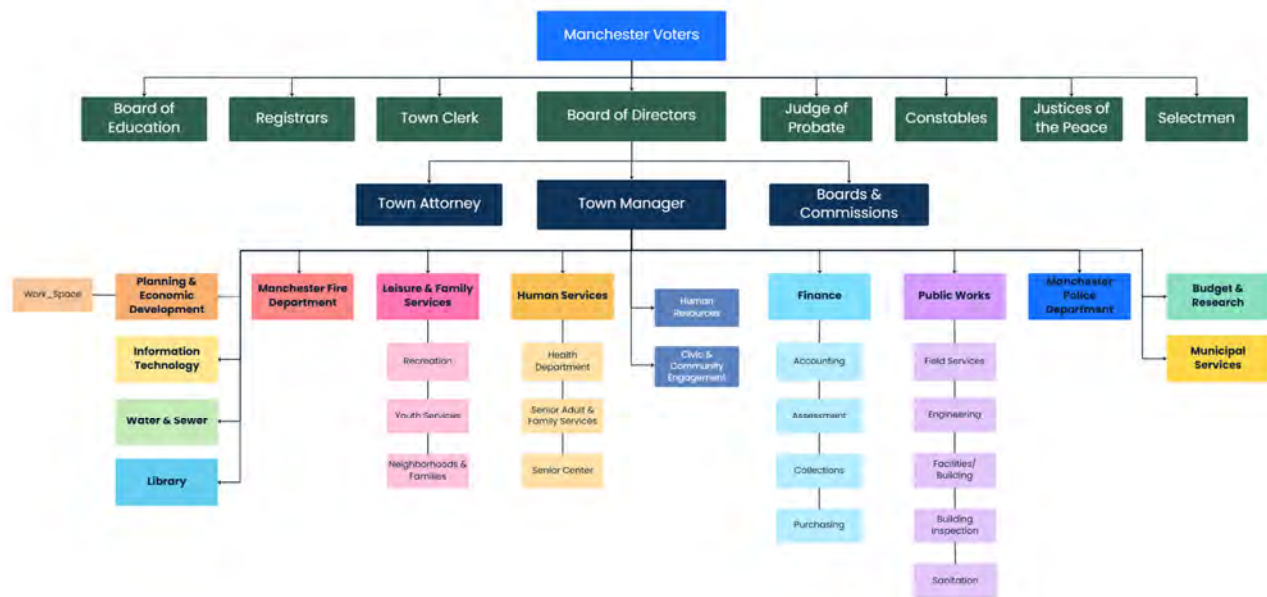 Manchester Voters
Board of
Education
Registrars
Town Clerk
Board of Directors
Judge of
Probate
Constables
Justices of
the Peace
Selectmen
Town Attorney
Town Manager
Boards &
Commissions
Work_Space
Planning &
Economic
Development
Manchester Fire
Department
Leisure & Family
Services
Human Services
Human
Resources
Finance
Public Works
Manchester
Police
Department
Budget &
Research
Information
Technology
Recreation
Health
Department
Civic &
Community
Engagement
Accounting
Field Services
Municipal
Services
Water & Sewer
Youth Services
Senior Adult &
Family Services
Assessment
Engineering
Library
Neighborhoods &
Families
Senior Center
Collections
Facilities/
Building
Purchasing
Building
Inspection
Sanitation